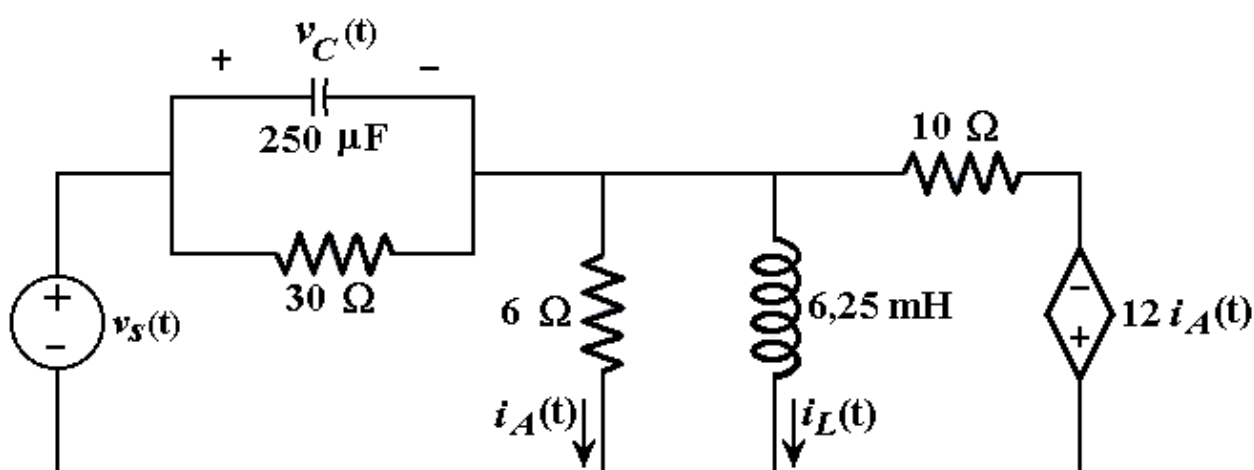 v_C(t)
+ −
250 μF
10 Ω
30 Ω
+
−
v_s(t)
6 Ω
6,25 mH
−
+
12 i_A(t)
i_A(t)
i_L(t)